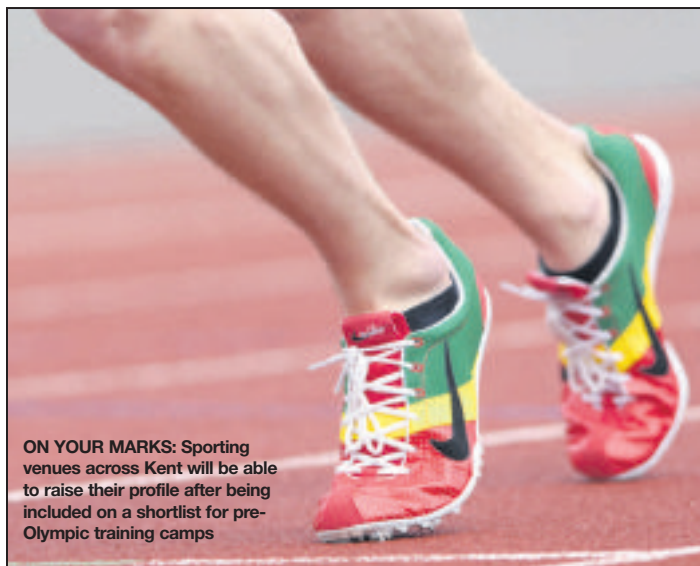 ON YOUR MARKS: Sporting
venues across Kent will be able
to raise their profile after being
included on a shortlist for pre-
Olympic training camps